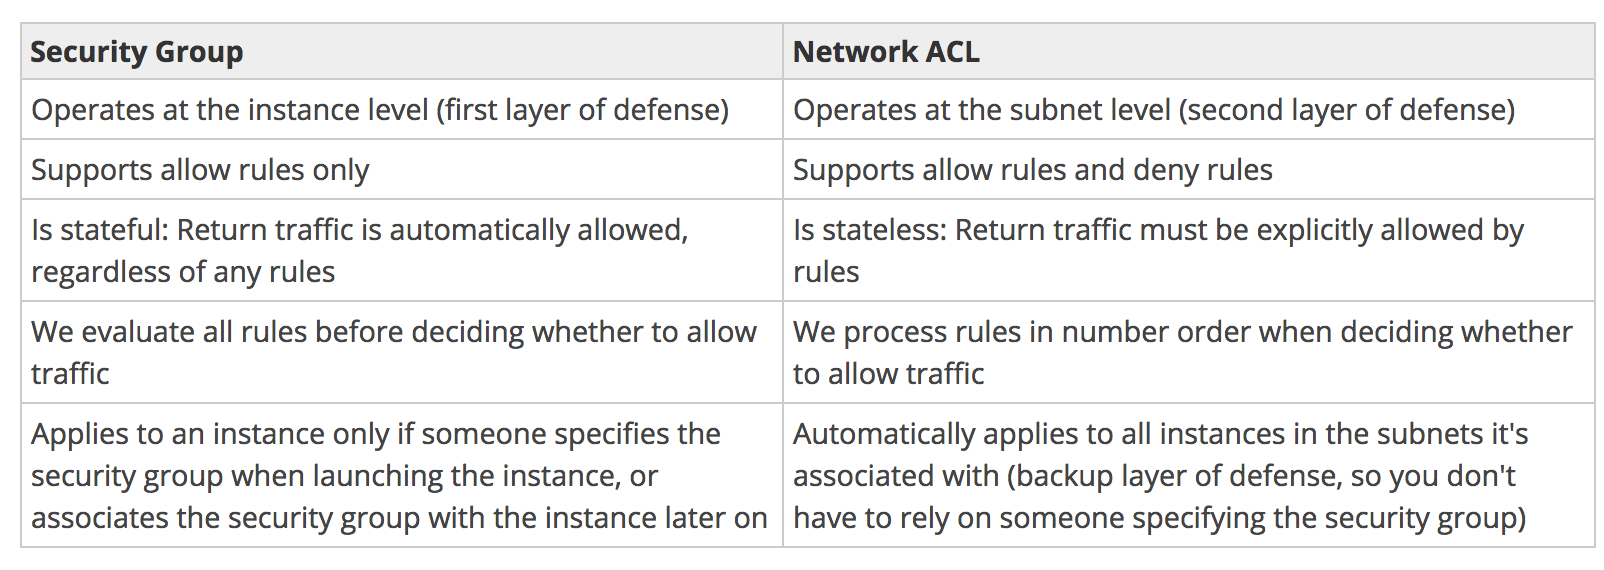 Security Group
Network ACL
Operates at the instance level (first layer of defense)
Operates at the subnet level (second layer of defense)
Supports allow rules only
Supports allow rules and deny rules
Is stateful: Return traffic is automatically allowed,
regardless of any rules
Is stateless: Return traffic must be explicitly allowed by
rules
We evaluate all rules before deciding whether to allow
traffic
We process rules in number order when deciding whether
to allow traffic
Applies to an instance only if someone specifies the
security group when launching the instance, or
associates the security group with the instance later on
Automatically applies to all instances in the subnets it's
associated with (backup layer of defense, so you don't
have to rely on someone specifying the security group)